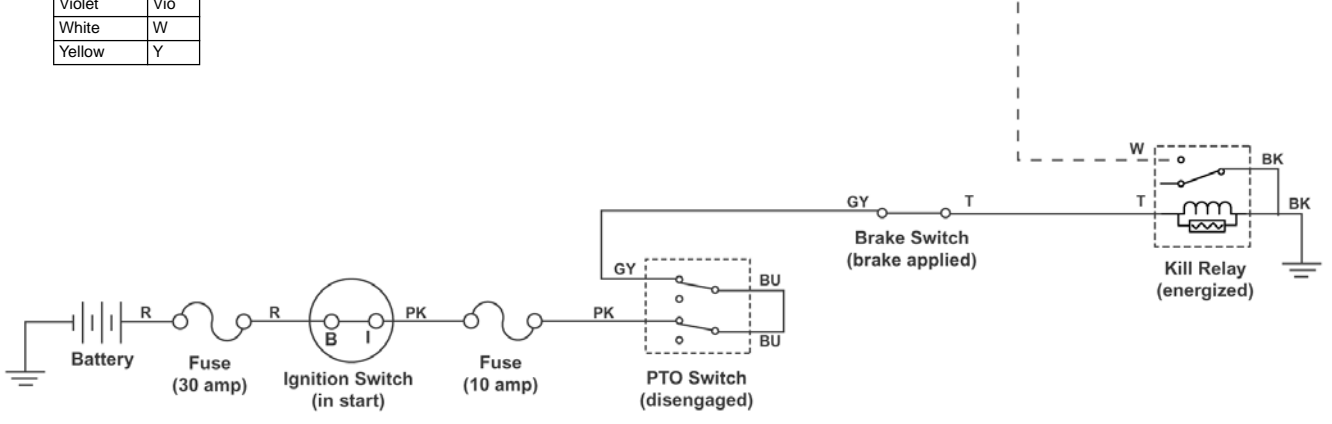 Violet Vio
White W
Yellow Y
W
BK
GY
T
T
BK
Brake Switch
(brake applied)
Kill Relay
(energized)
GY
BU
R
R
PK
PK
B I
BU
Battery
Fuse
(30 amp)
Ignition Switch
(in start)
Fuse
(10 amp)
PTO Switch
(disengaged)